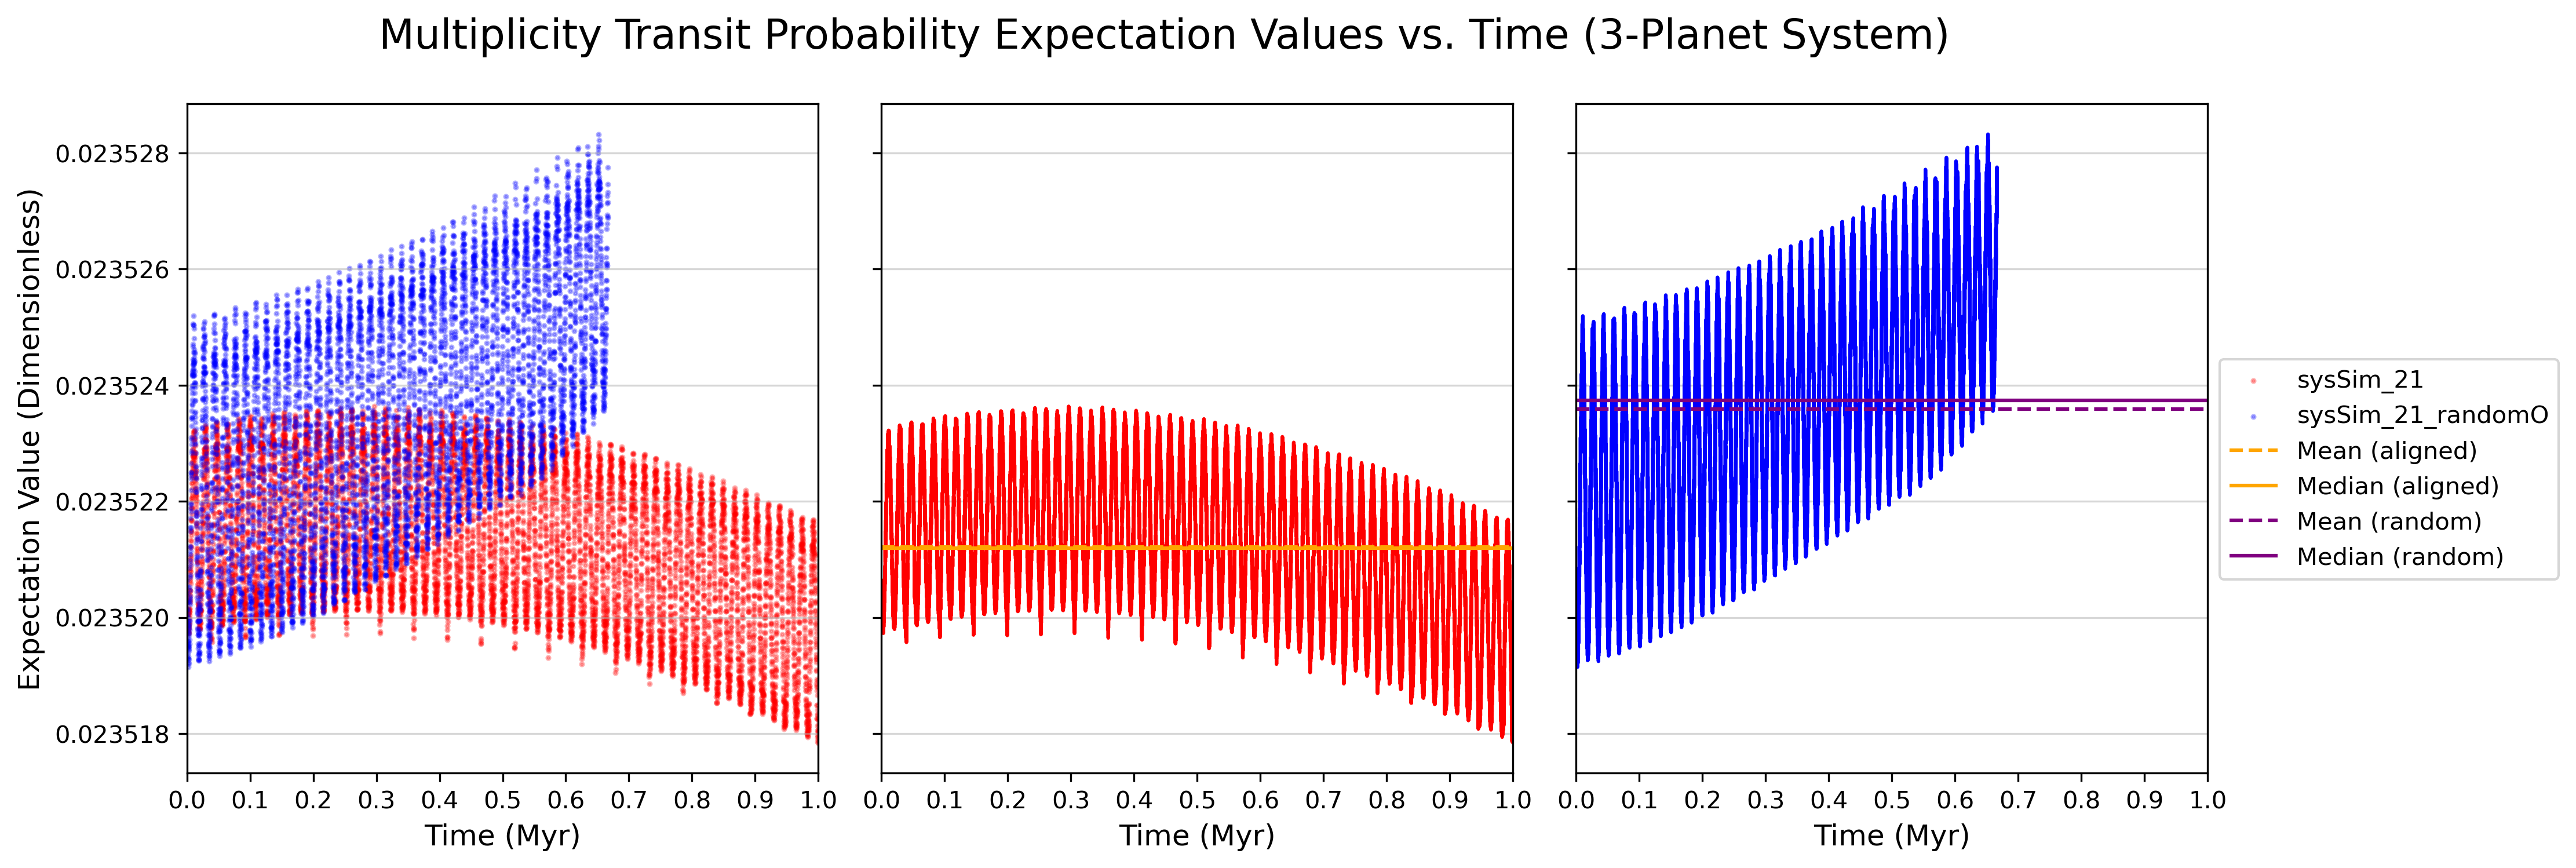 Multiplicity Transit Probability Expectation Values vs. Time (3-Planet System)
Expectation Value (Dimensionless)
0.023528
0.023526
0.023524
0.023522
0.023520
0.023518
0.0 0.1 0.2 0.3 0.4 0.5 0.6 0.7 0.8 0.9 1.0
Time (Myr)
0.0 0.1 0.2 0.3 0.4 0.5 0.6 0.7 0.8 0.9 1.0
Time (Myr)
0.0 0.1 0.2 0.3 0.4 0.5 0.6 0.7 0.8 0.9 1.0
Time (Myr)
sysSim_21
sysSim_21_randomO
Mean (aligned)
Median (aligned)
Mean (random)
Median (random)